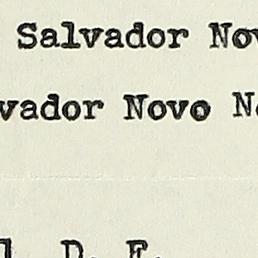 Salvador Nov
vador Novo N
l, D. F.